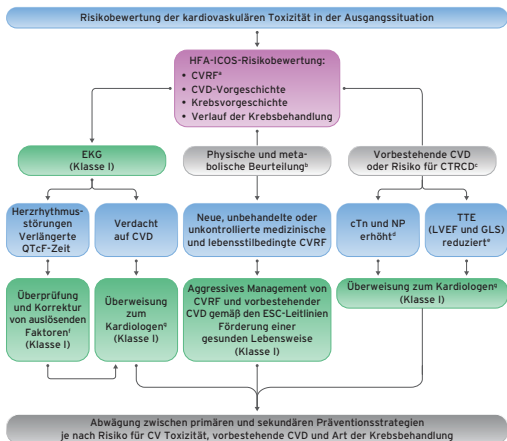 Risikobewertung der kardiovaskulären Toxizität in der Ausgangssituation
HFA-ICOS-Risikobewertung:
• CVRFᵃ
• CVD-Vorgeschichte
• Krebsvorgeschichte
• Verlauf der Krebsbehandlung
EKG
(Klasse I)
Physische und meta-
bolische Beurteilungᵇ
Vorbestehende CVD
oder Risiko für CTRCDᶜ
Herzrhythmus-
störungen
Verlängerte
QTcF-Zeit
Verdacht
auf CVD
Neue, unbehandelte oder
unkontrollierte medizinische
und lebensstilbedingte CVRF
cTn und NP
erhöhtᵈ
TTE
(LVEF und GLS)
reduziertᵉ
Überprüfung
und Korrektur
von auslösenden
Faktorenᶠ
(Klasse I)
Überweisung
zum
Kardiologenᵍ
(Klasse I)
Aggressives Management von
CVRF und vorbestehender
CVD gemäß den ESC-Leitlinien
Förderung einer
gesunden Lebensweise
(Klasse I)
Überweisung zum Kardiologenᵍ
(Klasse I)
Abwägung zwischen primären und sekundären Präventionsstrategien
je nach Risiko für CV Toxizität, vorbestehende CVD und Art der Krebsbehandlung